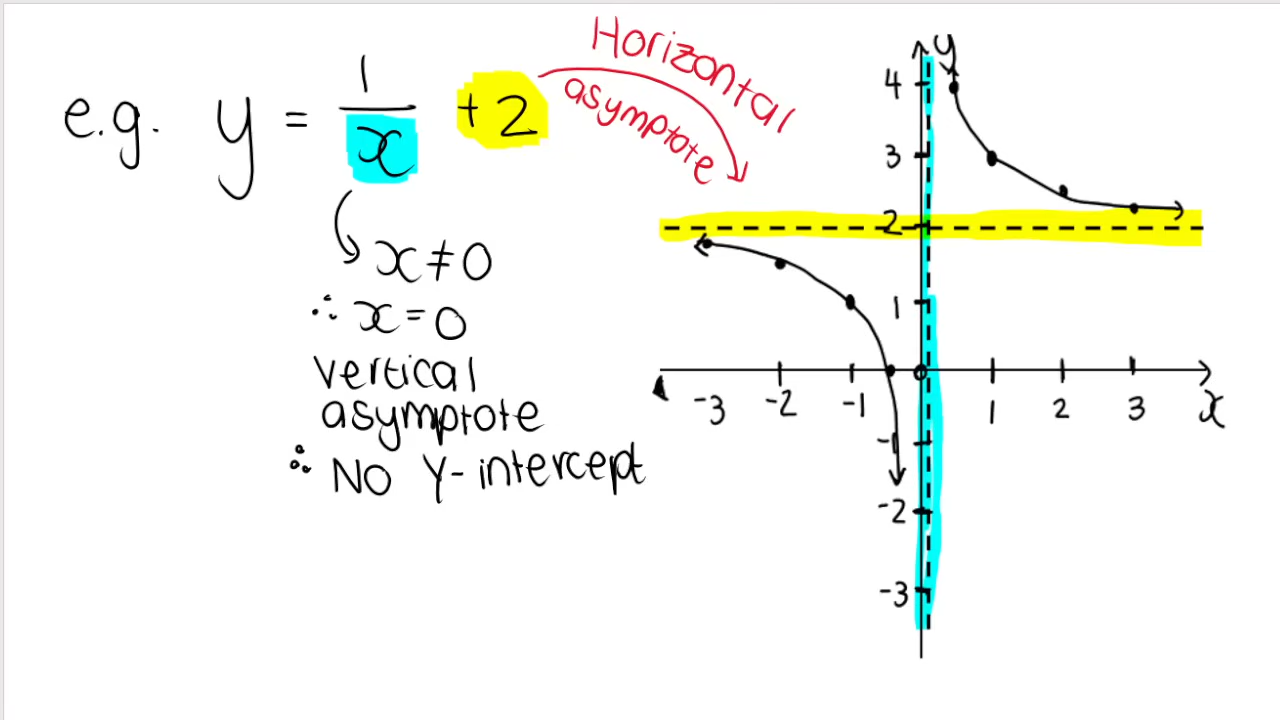 e.g. y = 1/x +2
Horizontal
asymptote
x ≠ 0
∴ x = 0
vertical
asymptote
∴ No Y-intercept
y
4
3
2
1
0
-3 -2 -1 1 2 3 x
-1
-2
-3